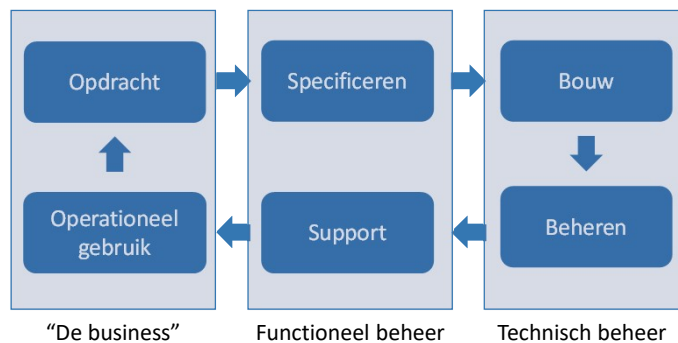 Opdracht
Specificeren
Bouw
Operationeel
gebruik
Support
Beheren
“De business”
Functioneel beheer
Technisch beheer